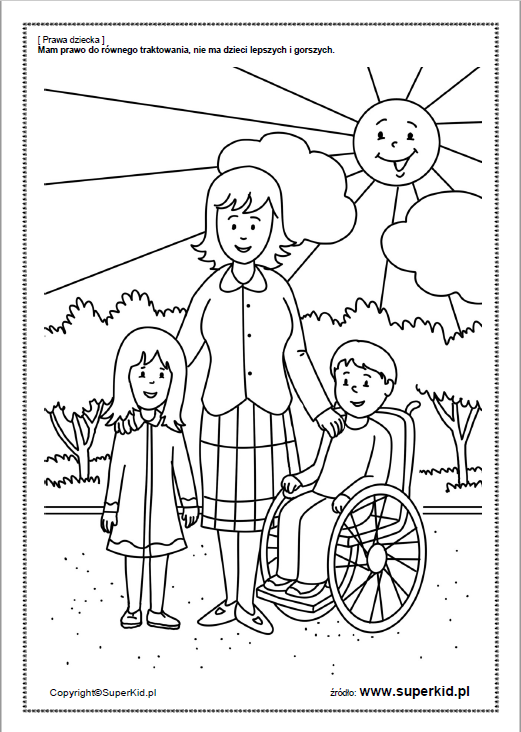 [ Prawa dziecka ]
Mam prawo do równego traktowania, nie ma dzieci lepszych i gorszych.
Copyright©SuperKid.pl
źródło: www.superkid.pl